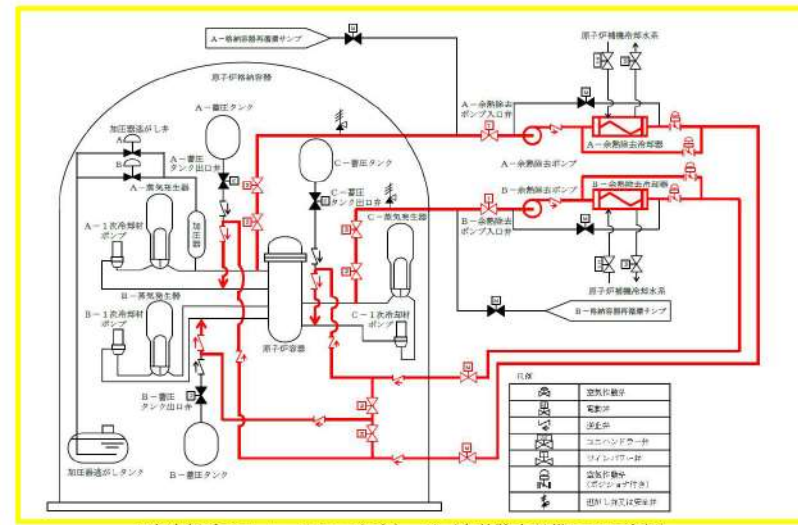 A－格納容器再循環サンプ
原子炉補機冷却水系
原子炉格納容器
A－蓄圧タンク
A－余熱除去
ポンプ入口弁
A－余熱除去冷却器
加圧器逃がし弁
A
B
C－蓄圧タンク
A－余熱除去ポンプ
A－蓄圧
タンク出口弁
B－余熱除去ポンプ
B－余熱除去冷却器
A－蒸気発生器
C－蓄圧
タンク出口弁
C－蒸気発生器
B－余熱除去
ポンプ入口弁
A－1次冷却材
ポンプ
加圧器
原子炉補機冷却水系
B－蒸気発生器
B－格納容器再循環サンプ
B－1次冷却材
ポンプ
C－1次冷却材
ポンプ
原子炉容器
B－蓄圧
タンク出口弁
凡例
空気作動弁
電動弁
逆止弁
ツインパワー弁
空気作動弁
(ポジショナ付き)
逃がし弁又は安全弁
加圧器逃がしタンク
B－蓄圧タンク